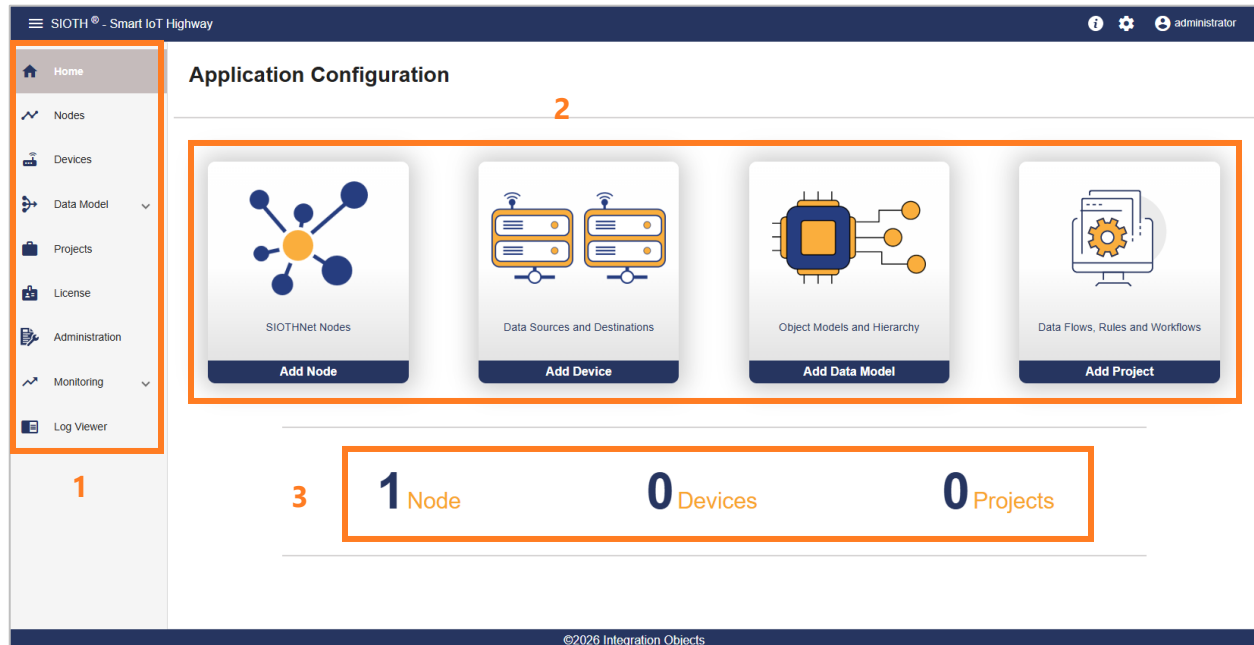 SIOTH ® - Smart IoT Highway
administrator
Home
Nodes
Devices
Data Model
Projects
License
Administration
Monitoring
Log Viewer
1
Application Configuration
2
SIOTHNet Nodes
Add Node
Data Sources and Destinations
Add Device
Object Models and Hierarchy
Add Data Model
Data Flows, Rules and Workflows
Add Project
3
1 Node
0 Devices
0 Projects
©2026 Integration Objects